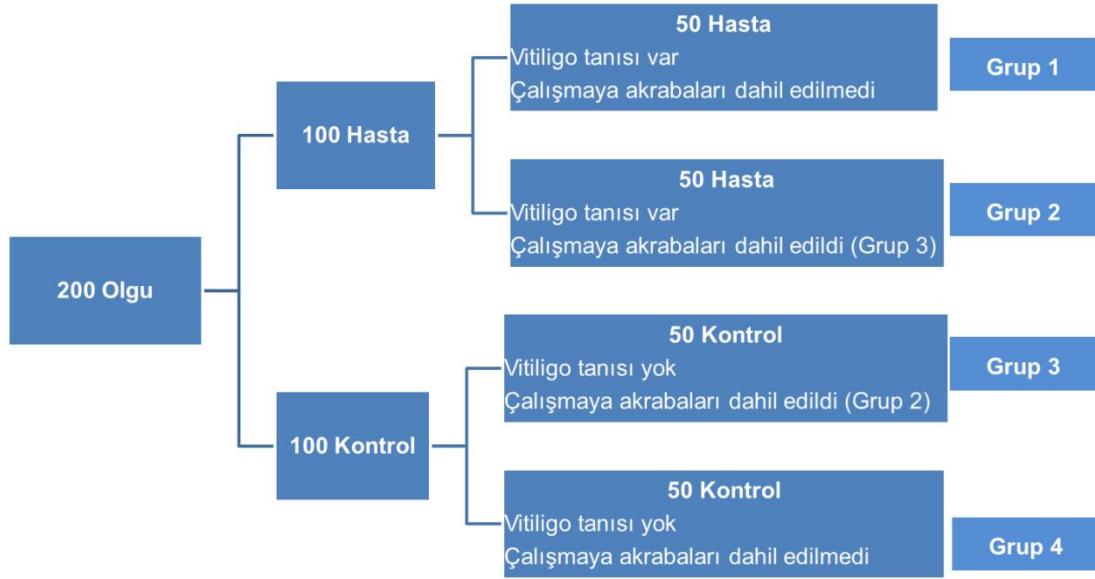 200 Olgu
100 Hasta
50 Hasta
Vitiligo tanısı var
Çalışmaya akrabaları dahil edilmedi
Grup 1
50 Hasta
Vitiligo tanısı var
Çalışmaya akrabaları dahil edildi (Grup 3)
Grup 2
100 Kontrol
50 Kontrol
Vitiligo tanısı yok
Çalışmaya akrabaları dahil edildi (Grup 2)
Grup 3
50 Kontrol
Vitiligo tanısı yok
Çalışmaya akrabaları dahil edilmedi
Grup 4